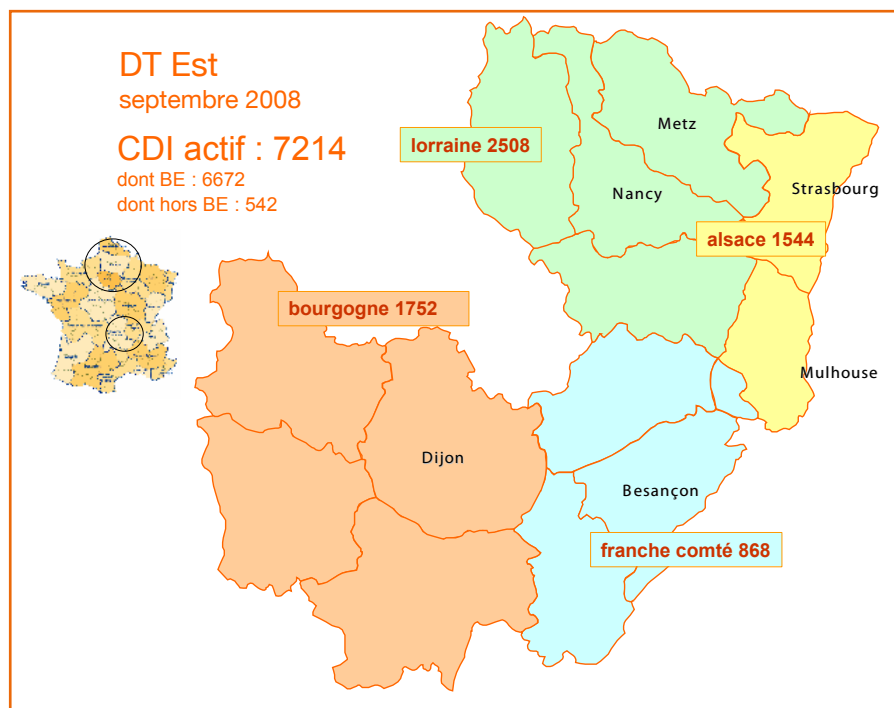 DT Est
septembre 2008
CDI actif : 7214
dont BE : 6672
dont hors BE : 542
lorraine 2508
Metz
Nancy
Strasbourg
alsace 1544
bourgogne 1752
Mulhouse
Dijon
Besançon
franche comté 868